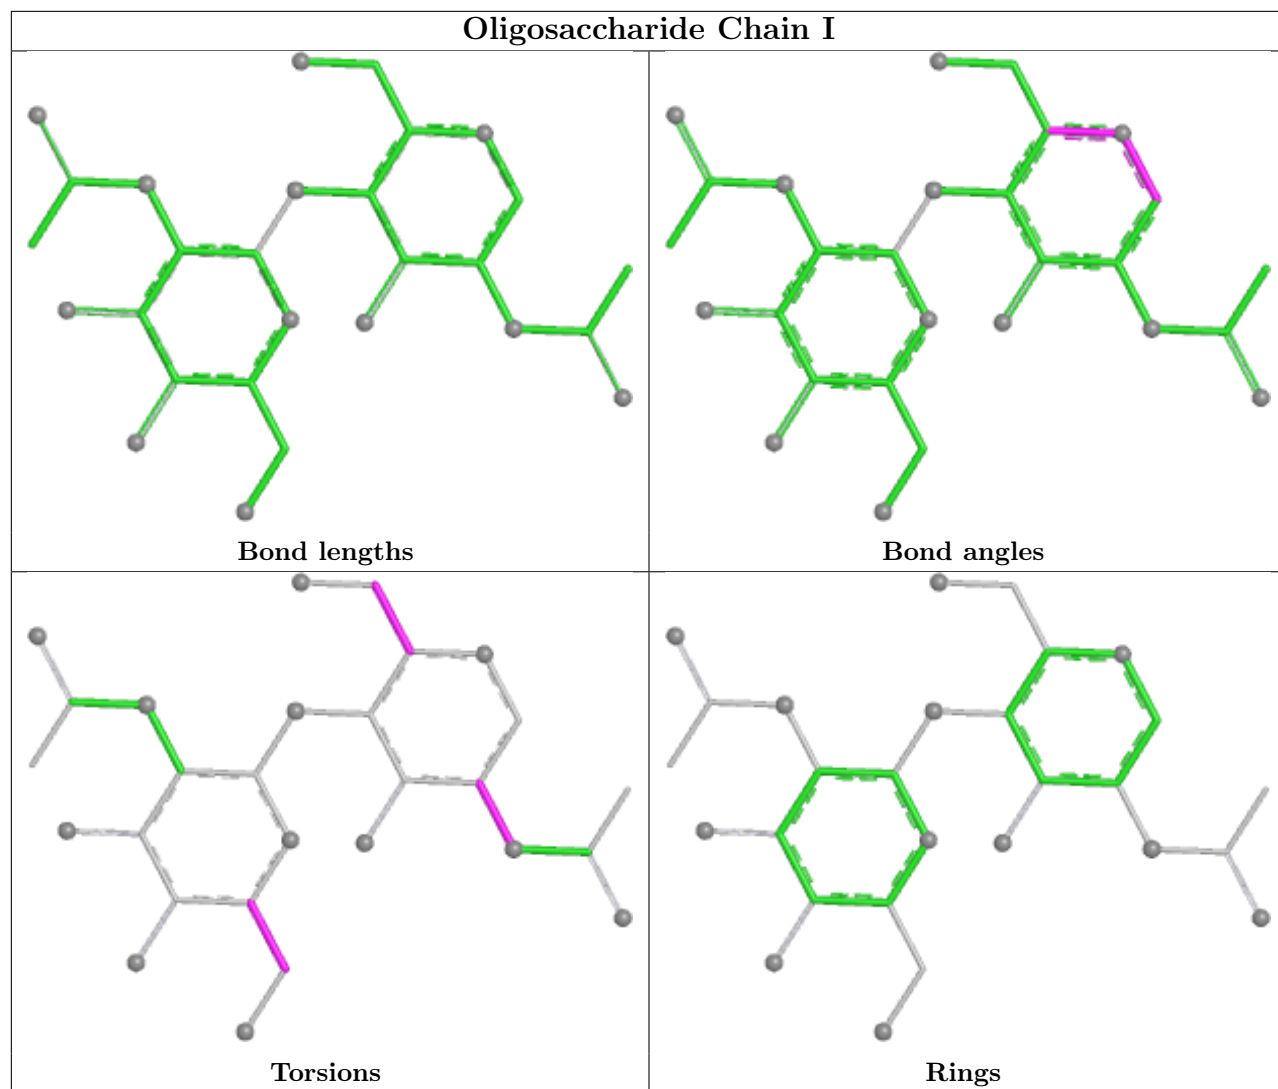 Oligosaccharide Chain I
Bond lengths
Bond angles
Torsions
Rings